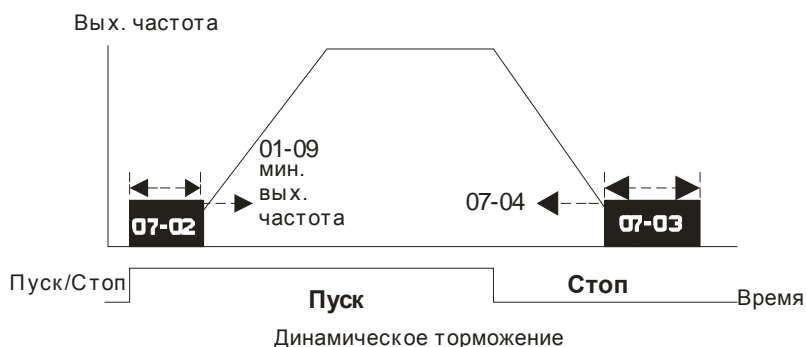 Вых. частота
01-09
мин.
вых.
частота
07-02
07-04
07-03
Пуск/Стоп
Пуск
Стоп
Время
Динамическое торможение